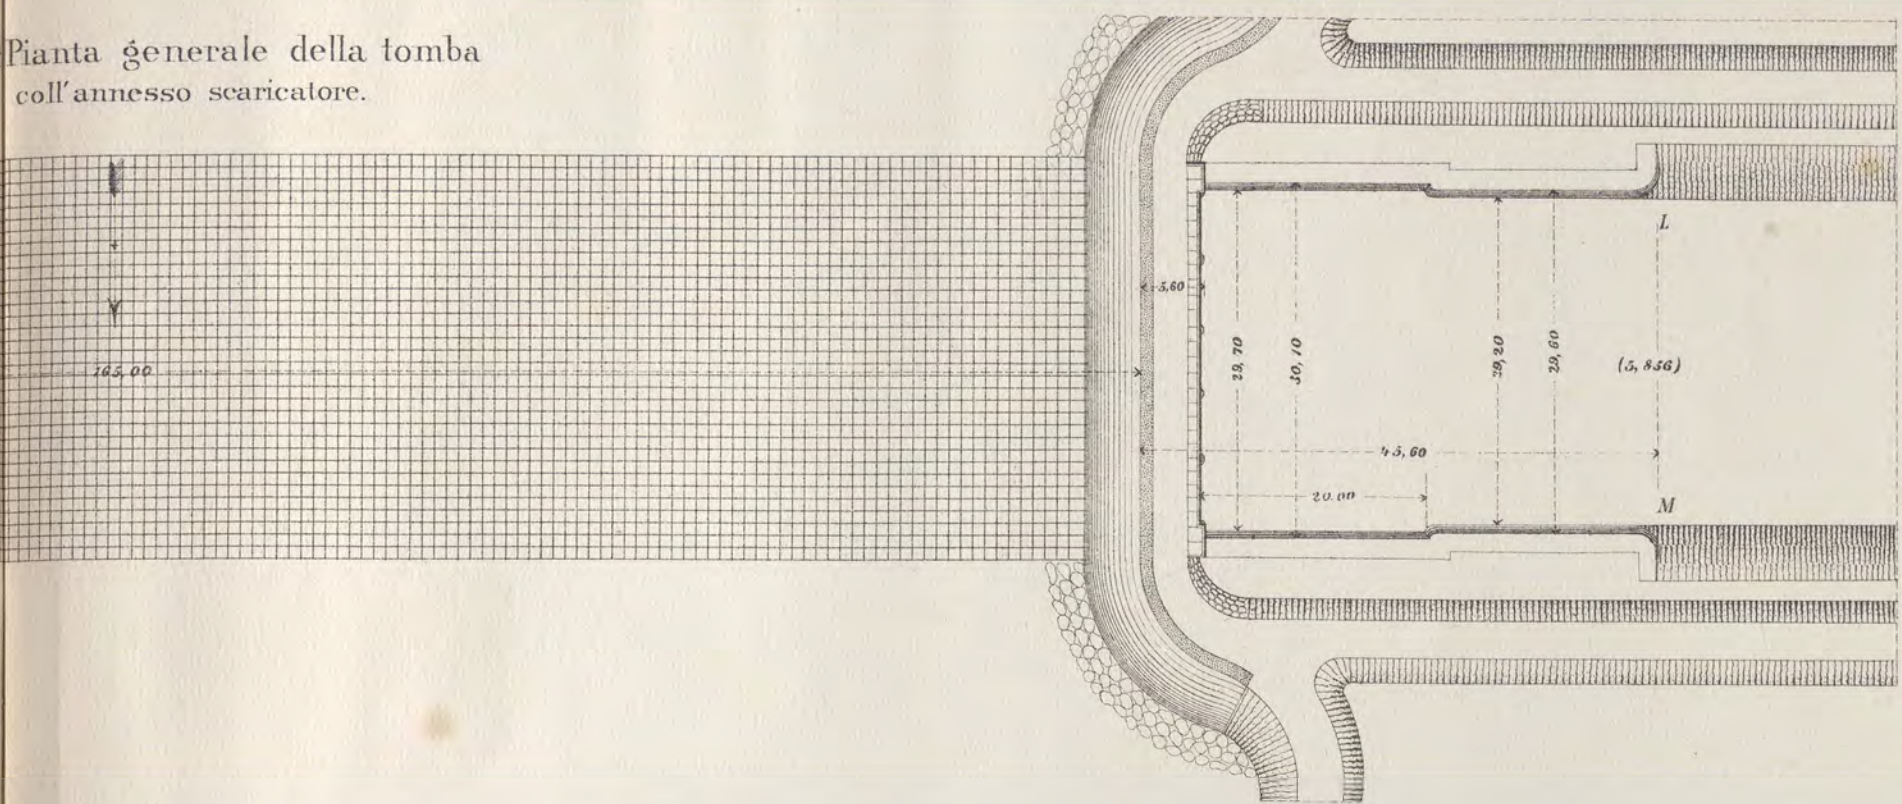 Pianta generale della tomba
coll'annesso scaricatore.
L
5,60
29,70
30,10
29,20
29,60
(5,856)
265,00
45,60
20.00
M